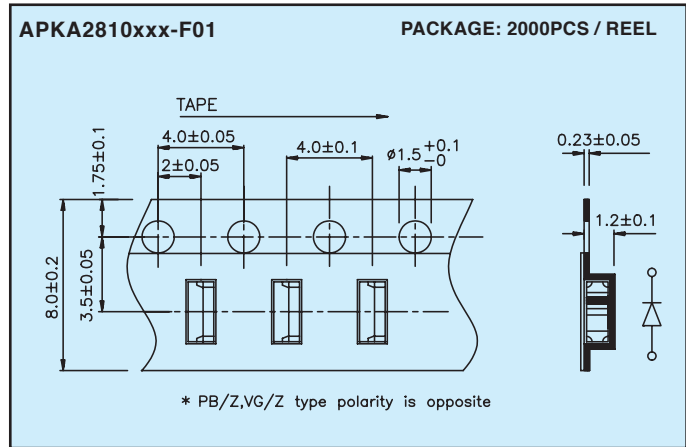 APKA2810xxx-F01
PACKAGE: 2000PCS / REEL
TAPE
4.0±0.05
4.0±0.1
ø1.5 +0.1 -0
0.23±0.05
2±0.05
1.75±0.1
1.2±0.1
8.0±0.2
3.5±0.05
* PB/Z,VG/Z type polarity is opposite